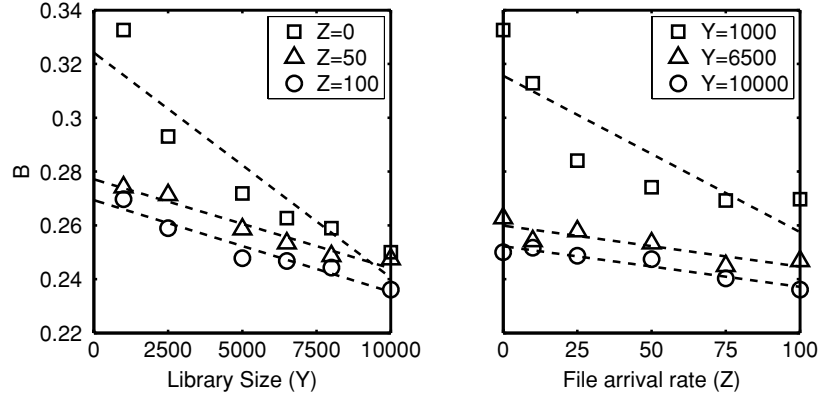 0.34
0.32
0.3
0.28
0.26
0.24
0.22
B
0
2500
5000
7500
10000
Library Size (Y)
Z=0
Z=50
Z=100
0
25
50
75
100
File arrival rate (Z)
Y=1000
Y=6500
Y=10000